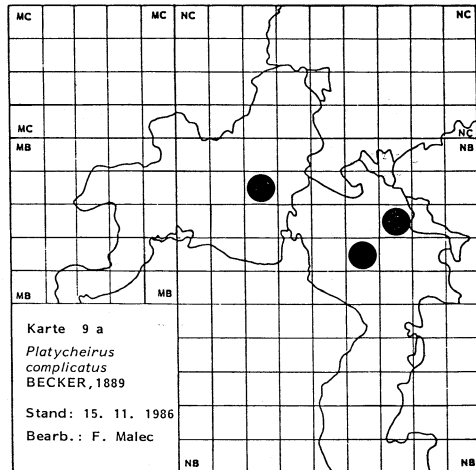 MC MC NC NC
MC NC
MB NB
MB MB
Karte 9 a
Platycheirus
complicatus
BECKER, 1889
Stand: 15. 11. 1986
Bearb.: F. Malec
NB NB